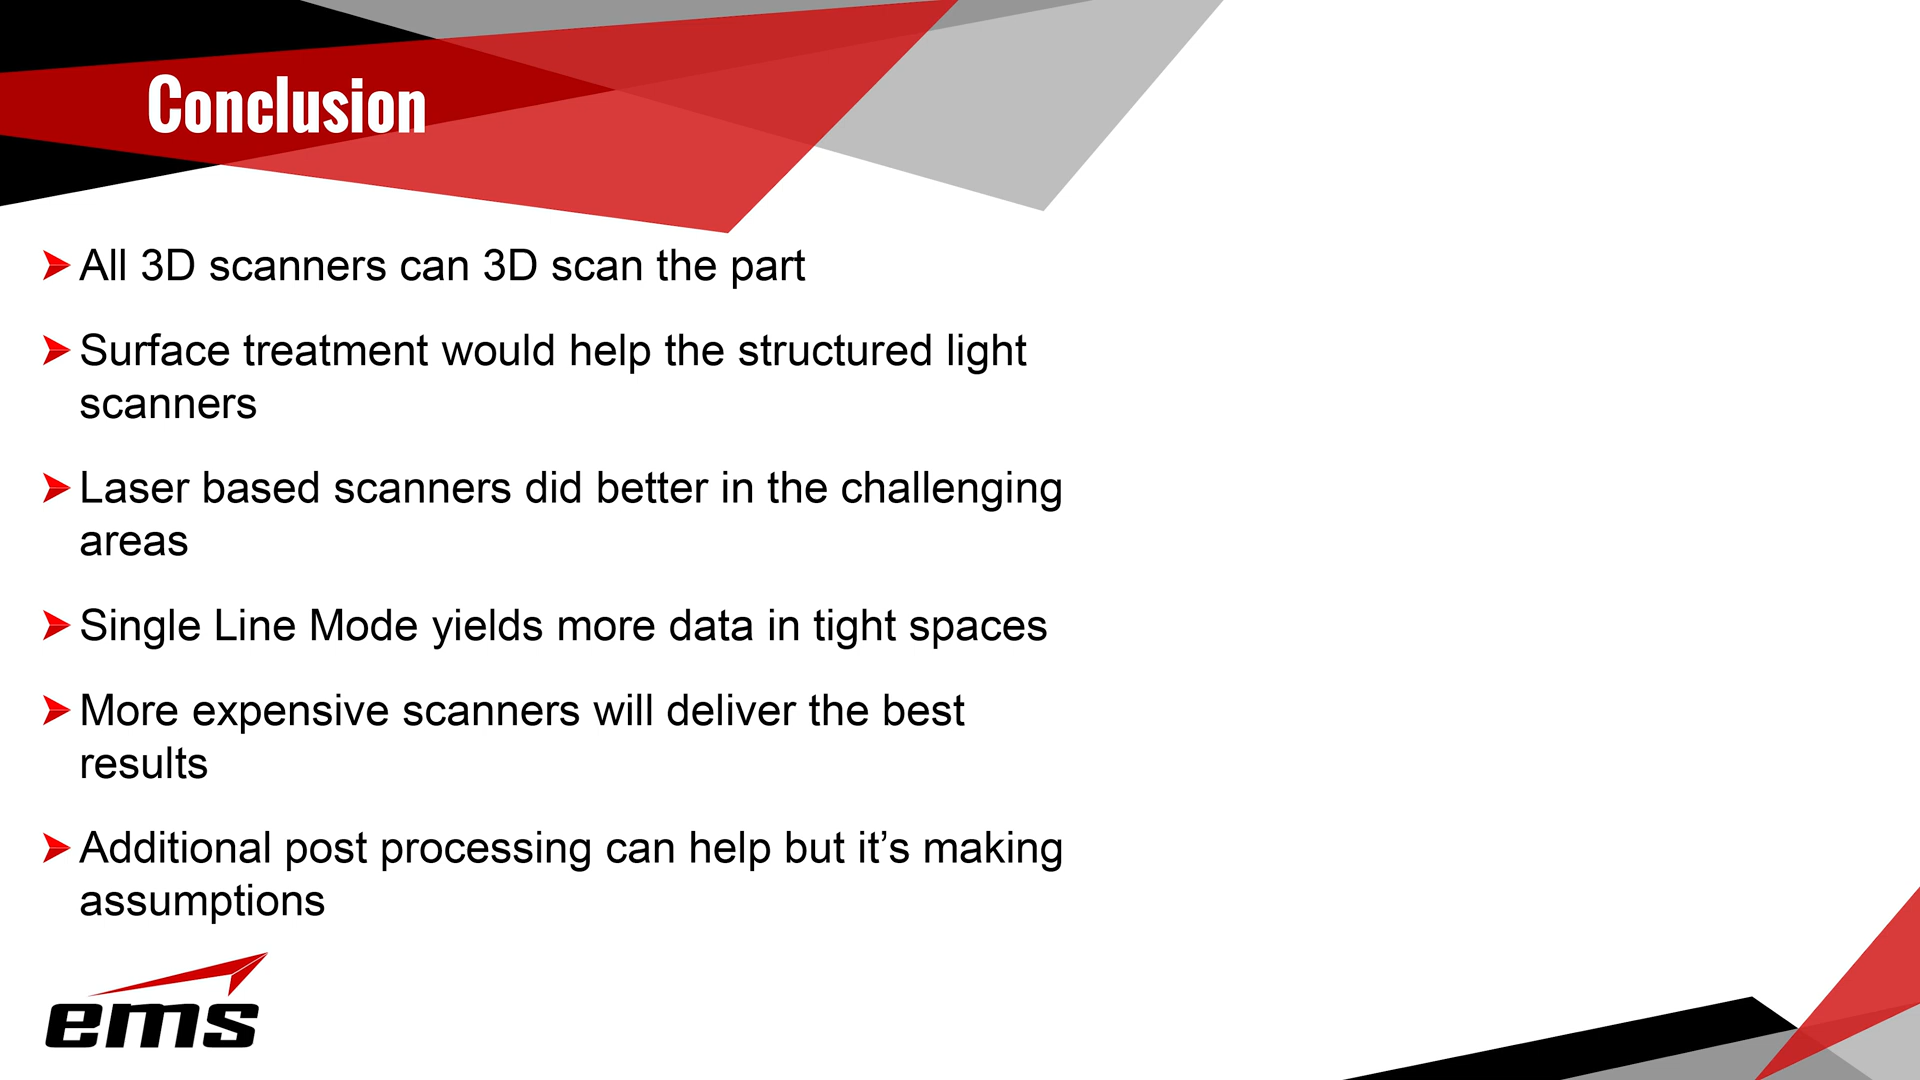 Conclusion
All 3D scanners can 3D scan the part
Surface treatment would help the structured light
scanners
Laser based scanners did better in the challenging
areas
Single Line Mode yields more data in tight spaces
More expensive scanners will deliver the best
results
Additional post processing can help but it’s making
assumptions
ems